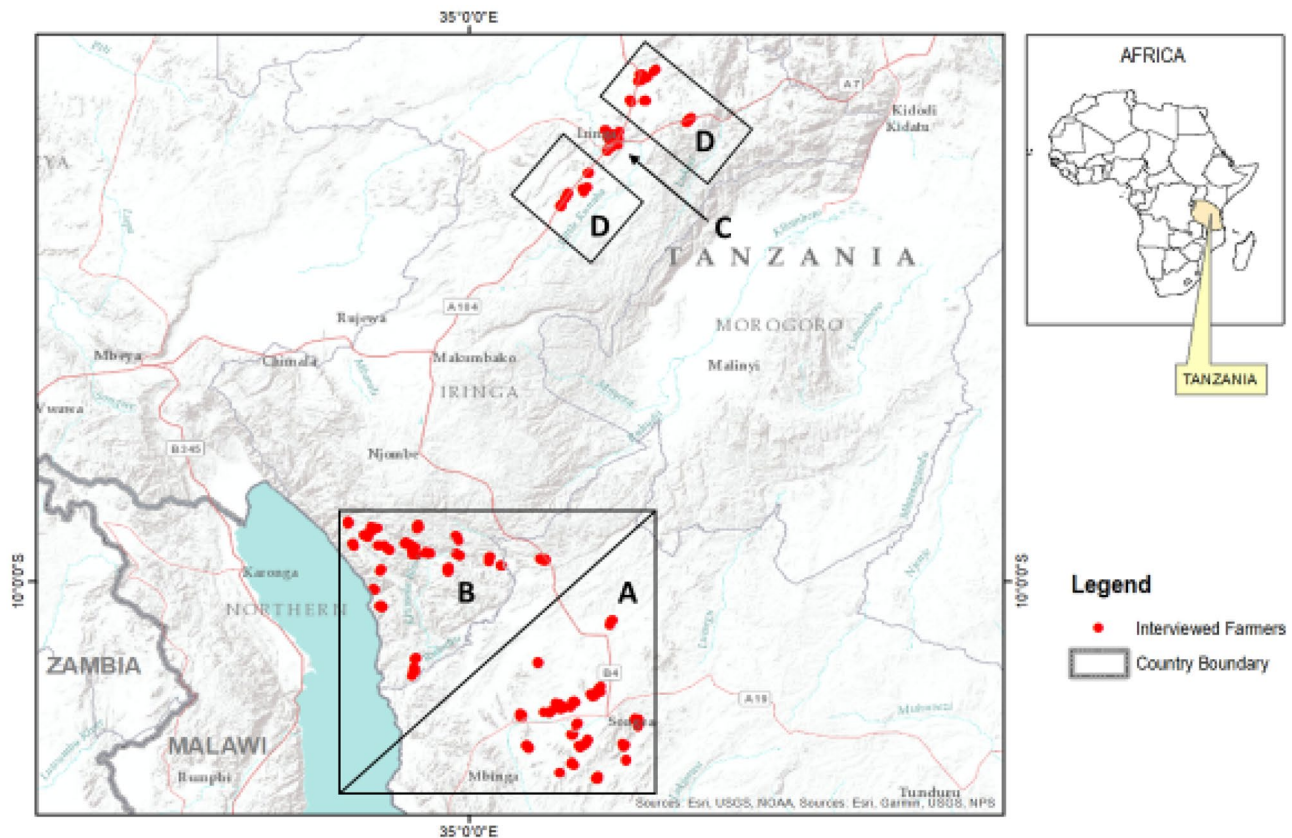 35°0'0"E
AFRICA
A7
Kidodi
Kidatu
Iringa
D
D
C
TANZANIA
A104
MOROGORO
Rujewa
Mbeya
Chimala
Makumbako
Malinyi
IRINGA
TANZANIA
B345
Njombe
10°0'0"S
Karonga
B
A
10°0'0"S
Legend
NORTHERN
Interviewed Farmers
ZAMBIA
B4
Country Boundary
A19
Songea
MALAWI
Rumphi
Mbinga
Tunduru
Sources: Esri, USGS, NOAA, Sources: Esri, Garmin, USGS, NPS
35°0'0"E